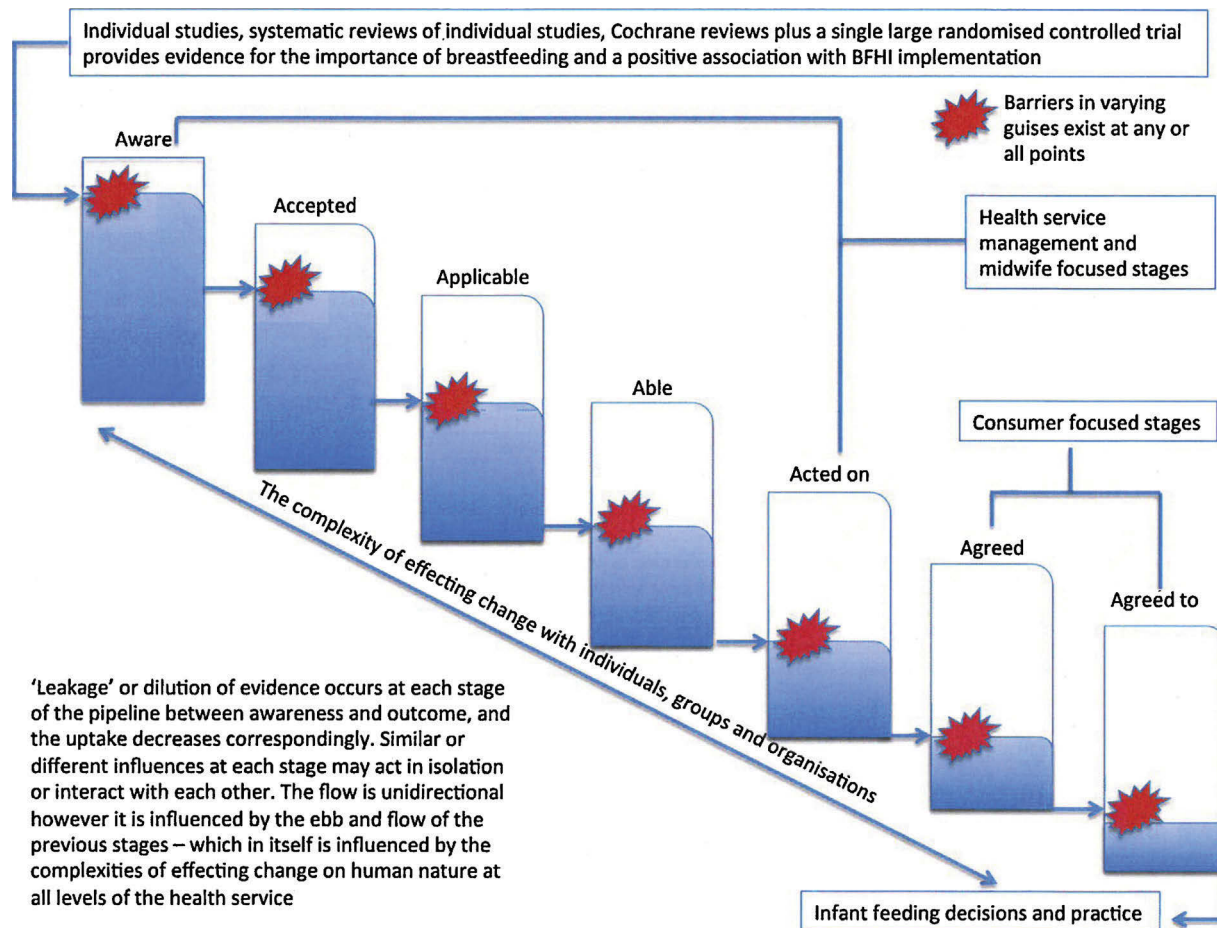 Individual studies, systematic reviews of individual studies, Cochrane reviews plus a single large randomised controlled trial
provides evidence for the importance of breastfeeding and a positive association with BFHI implementation
Barriers in varying
guises exist at any or
all points
Aware
Accepted
Health service
management and
midwife focused stages
Applicable
Able
Consumer focused stages
Acted on
Agreed
Agreed to
The complexity of effecting change with individuals, groups and organisations
‘Leakage’ or dilution of evidence occurs at each stage
of the pipeline between awareness and outcome, and
the uptake decreases correspondingly. Similar or
different influences at each stage may act in isolation
or interact with each other. The flow is unidirectional
however it is influenced by the ebb and flow of the
previous stages – which in itself is influenced by the
complexities of effecting change on human nature at
all levels of the health service
Infant feeding decisions and practice